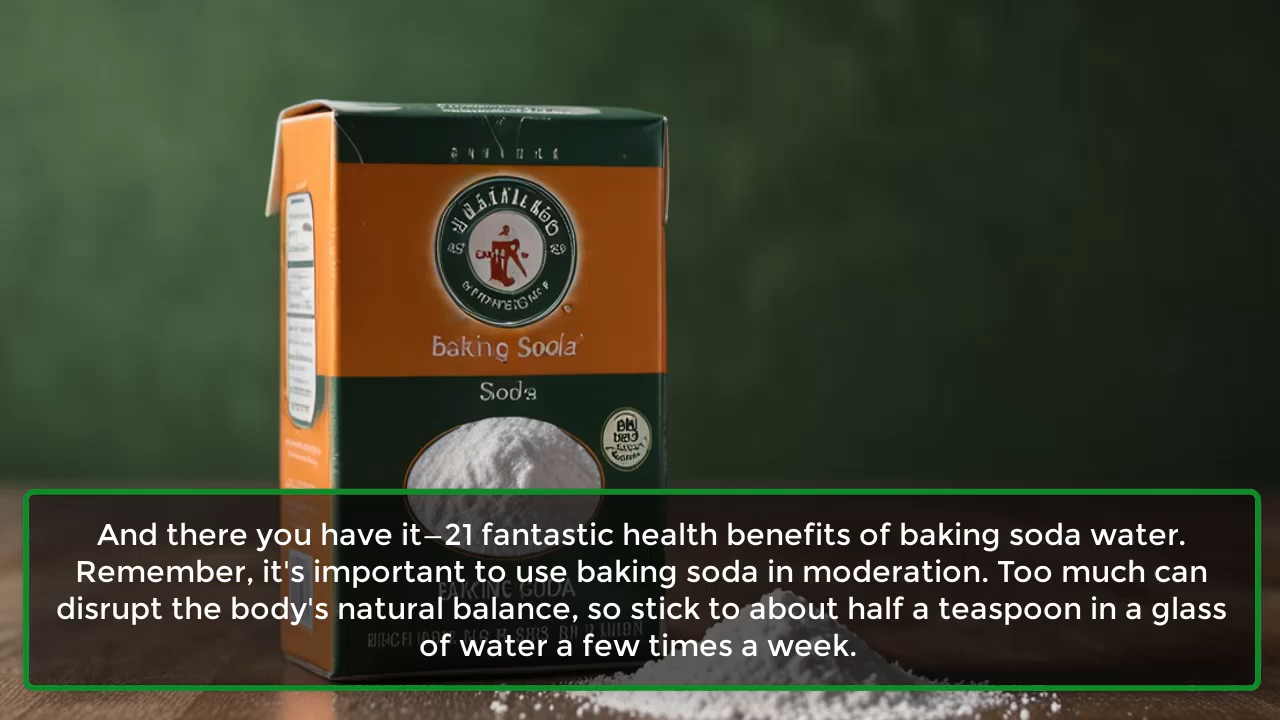 Baking Soda
Soda
And there you have it—21 fantastic health benefits of baking soda water.
Remember, it's important to use baking soda in moderation. Too much can
disrupt the body's natural balance, so stick to about half a teaspoon in a glass
of water a few times a week.